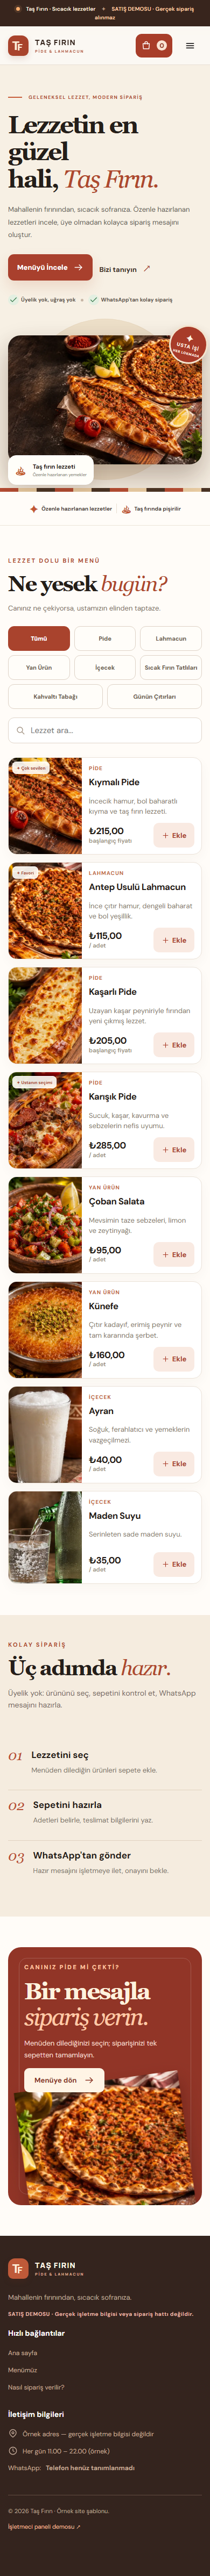 Taş Fırın · Sıcacık lezzetler
SATIŞ DEMOSU · Gerçek sipariş
alınmaz
TAŞ FIRIN
PİDE & LAHMACUN
0
GELENEKSEL LEZZET, MODERN SİPARİŞ
Lezzetin en
güzel
hali, Taş Fırın.
Mahallenin fırınından, sıcacık sofranıza. Özenle hazırlanan
lezzetler, üyelik derdi olmadan kolayca sipariş mesajı
oluştur.
Menüyü İncele →
Bizi tanıyın ↗
Üyelik yok, uğraş yok
WhatsApp'tan kolay sipariş
USTA İŞİ
Taş fırın lezzeti
Özenle hazırlanan şemetler
Özenle hazırlanan lezzetler
Taş fırında pişirilir
LEZZET DOLU BİR MENÜ
Ne yesek bugün?
Canınız ne çekiyorsa, ustamızın elinden taptaze.
Tümü
Pide
Lahmacun
Yan Ürün
İçecek
Sıcak Fırın Tatlıları
Kahvaltı Tabağı
Günün Çıtırları
Lezzet ara...
Çok sevilen
PİDE
Kıymalı Pide
İncecik hamur, bol baharatlı
kıyma ve taş fırın lezzeti.
₺215,00
başlangıç fiyatı
+ Ekle
Favori
LAHMACUN
Antep Usulü Lahmacun
İnce çıtır hamur, dengeli baharat
ve bol yeşillik.
₺115,00
/ adet
+ Ekle
PİDE
Kaşarlı Pide
Uzayan kaşar peyniriyle fırından
yeni çıkmış lezzet.
₺205,00
başlangıç fiyatı
+ Ekle
Ustanın seçimi
PİDE
Karışık Pide
Sucuk, kaşar, kavurma ve
sebzelerin nefis uyumu.
₺285,00
/ adet
+ Ekle
YAN ÜRÜN
Çoban Salata
Mevsimin taze sebzeleri, limon
ve zeytinyağı.
₺95,00
/ adet
+ Ekle
YAN ÜRÜN
Künefe
Çıtır kadayıf, erimiş peynir ve
tam kararında şerbet.
₺160,00
/ adet
+ Ekle
İÇECEK
Ayran
Soğuk, ferahlatıcı ve yemeklerin
vazgeçilmezi.
₺40,00
/ adet
+ Ekle
İÇECEK
Maden Suyu
Serinleten sade maden suyu.
₺35,00
/ adet
+ Ekle
KOLAY SİPARİŞ
Üç adımda hazır.
Üyelik yok: ürününü seç, sepetini kontrol et, WhatsApp
mesajını hazırla.
01 Lezzetini seç
Menüden dilediğin ürünleri sepete ekle.
02 Sepetini hazırla
Adetleri belirle, teslimat bilgilerini yaz.
03 WhatsApp'tan gönder
Hazır mesajını işletmeye ilet, onayını bekle.
CANINIZ PİDE Mİ ÇEKTİ?
Bir mesajla
sipariş verin.
Menüden dilediğinizi seçin; siparişinizi tek
sepetten tamamlayın.
Menüye dön →
TAŞ FIRIN
PİDE & LAHMACUN
Mahallenin fırınından, sıcacık sofranıza.
SATIŞ DEMOSU · Gerçek işletme bilgisi veya sipariş hattı değildir.
Hızlı bağlantılar
Ana sayfa
Menümüz
Nasıl sipariş verilir?
İletişim bilgileri
Örnek adres — gerçek işletme bilgisi değildir
Her gün 11.00 – 22.00 (örnek)
WhatsApp: Telefon henüz tanımlanmadı
© 2026 Taş Fırın · Örnek site şablonu.
İşletmeci paneli demosu ↗